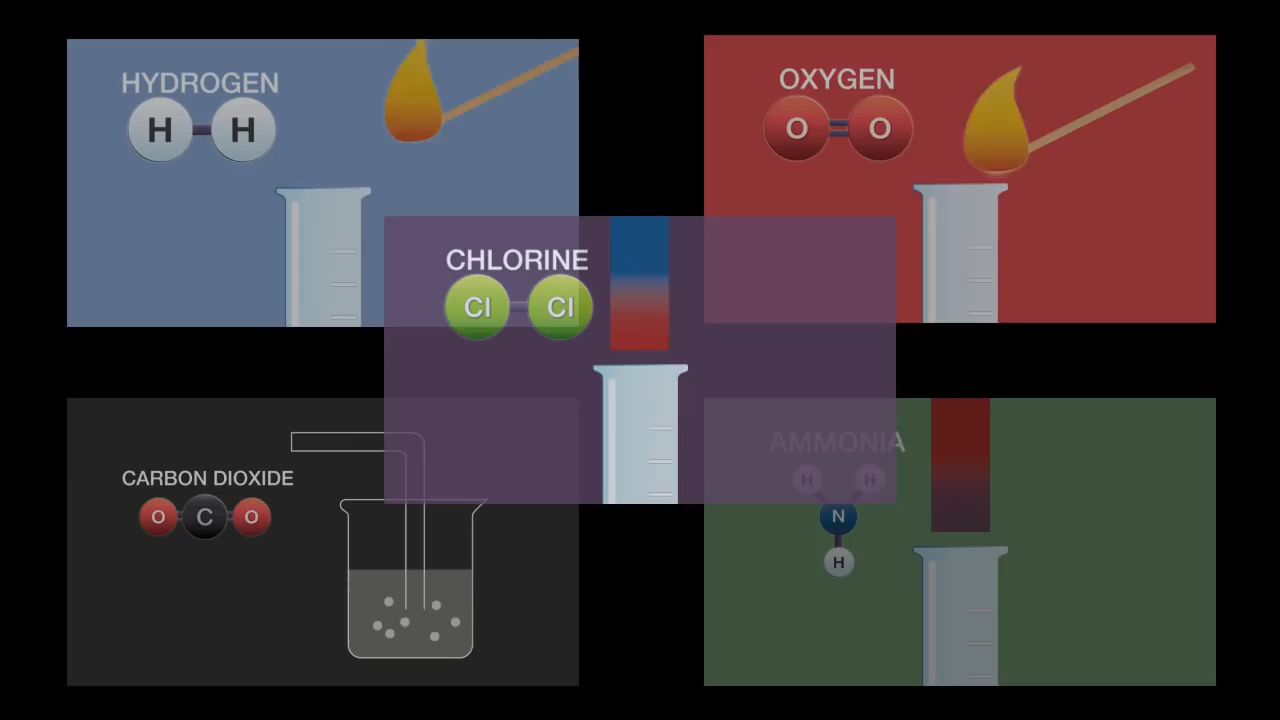 HYDROGEN
H H
OXYGEN
O O
CHLORINE
Cl Cl
CARBON DIOXIDE
O C O
AMMONIA
H H
N
H